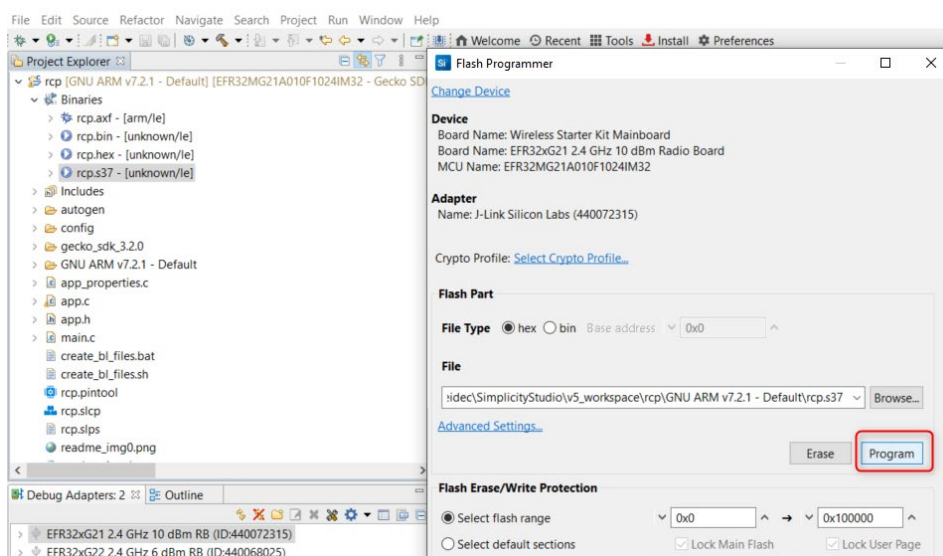 File Edit Source Refactor Navigate Search Project Run Window Help
Welcome Recent Tools Install Preferences
Project Explorer
rcp [GNU ARM v7.2.1 - Default] [EFR32MG21A010F1024IM32 - Gecko SD
Binaries
rcp.axf - [arm/le]
rcp.bin - [unknown/le]
rcp.hex - [unknown/le]
rcp.s37 - [unknown/le]
Includes
autogen
config
gecko_sdk_3.2.0
GNU ARM v7.2.1 - Default
app_properties.c
app.c
app.h
main.c
create_bl_files.bat
create_bl_files.sh
rcp.pintool
rcp.slcp
rcp.slps
readme_img0.png
Debug Adapters: 2 Outline
EFR32xG21 2.4 GHz 10 dBm RB (ID:440072315)
EFR32xG22 2.4 GHz 6 dBm RB (ID:440068025)
Si Flash Programmer
Change Device
Device
Board Name: Wireless Starter Kit Mainboard
Board Name: EFR32xG21 2.4 GHz 10 dBm Radio Board
MCU Name: EFR32MG21A010F1024IM32
Adapter
Name: J-Link Silicon Labs (440072315)
Crypto Profile: Select Crypto Profile...
Flash Part
File Type hex bin Base address 0x0
File
eidec\SimplicityStudio\v5_workspace\rcp\GNU ARM v7.2.1 - Default\rcp.s37 Browse...
Advanced Settings...
Erase Program
Flash Erase/Write Protection
Select flash range 0x0 → 0x100000
Select default sections Lock Main Flash Lock User Page